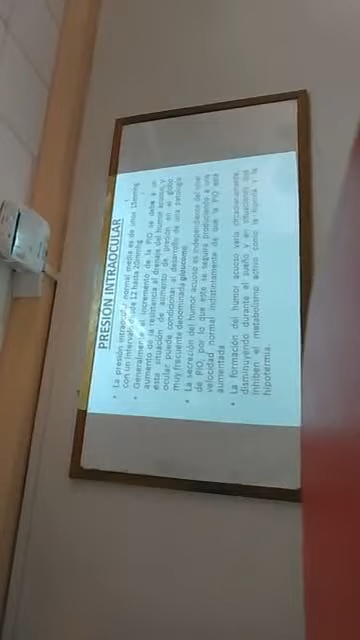 PRESIÓN INTRAOCULAR
• La presión intraocular normal media es de unos 15mmHg
con un intervalo desde 12 hasta 20mmHg
• Generalmente el incremento de la PIO se debe a un
aumento de la resistencia al drenaje del humor acuoso, y
esta situación de aumento de presión en el globo
ocular puede condicionar al desarrollo de una patología
muy frecuente denominada glaucoma
• La secreción del humor acuoso es independiente del nivel
de PIO, por lo que este se seguirá produciendo a una
velocidad normal indistintamente de que la PIO esté
aumentada
• La formación del humor acuoso varía circadianamente,
disminuyendo durante el sueño y en situaciones que
inhiben el metabolismo activo como la hipoxia y la
hipotermia.